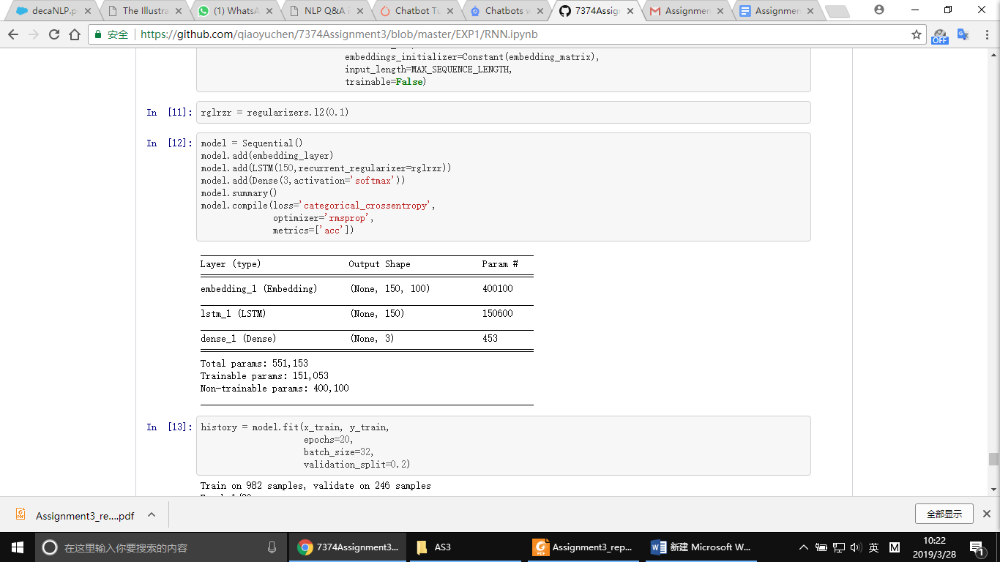 decaNLP.p
The Illustra
(1) WhatsA
NLP Q&A i
Chatbot Tu
Chatbots w
7374Assign
Assignmen
Assignmen
安全 https://github.com/qiaoyuchen/7374Assignment3/blob/master/EXP1/RNN.ipynb
OFF
embeddings_initializer=Constant(embedding_matrix),
input_length=MAX_SEQUENCE_LENGTH,
trainable=False)
In [11]: rglrzr = regularizers.l2(0.1)
In [12]: model = Sequential()
model.add(embedding_layer)
model.add(LSTM(150,recurrent_regularizer=rglrzr))
model.add(Dense(3,activation='softmax'))
model.summary()
model.compile(loss='categorical_crossentropy',
optimizer='rmsprop',
metrics=['acc'])
Layer (type) Output Shape Param #
embedding_1 (Embedding) (None, 150, 100) 400100
lstm_1 (LSTM) (None, 150) 150600
dense_1 (Dense) (None, 3) 453
Total params: 551,153
Trainable params: 151,053
Non-trainable params: 400,100
In [13]: history = model.fit(x_train, y_train,
epochs=20,
batch_size=32,
validation_split=0.2)
Train on 982 samples, validate on 246 samples
Assignment3_re....pdf
全部显示
在这里输入你要搜索的内容
7374Assignment3...
AS3
Assignment3_rep...
新建 Microsoft W...
英
M
10:22
2019/3/28
1